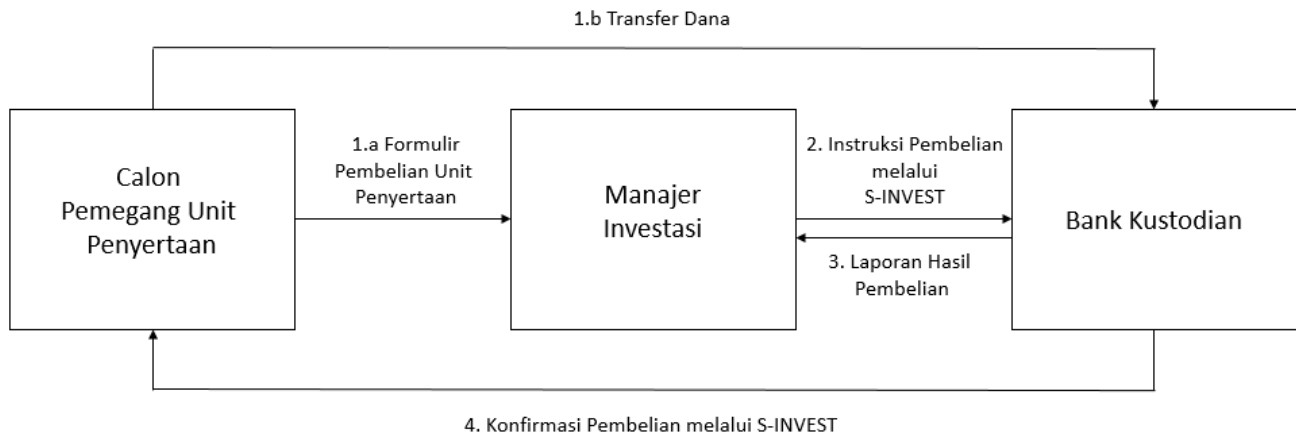 1.b Transfer Dana
Calon
Pemegang Unit
Penyertaan
1.a Formulir
Pembelian Unit
Penyertaan
Manajer
Investasi
2. Instruksi Pembelian
melalui
S-INVEST
3. Laporan Hasil
Pembelian
Bank Kustodian
4. Konfirmasi Pembelian melalui S-INVEST